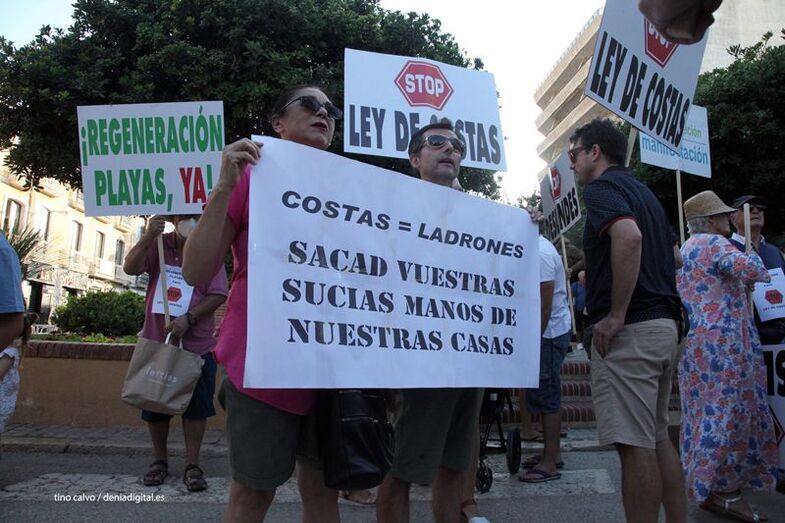 ¡REGENERACIÓN
PLAYAS, YA!
STOP
LEY DE COSTAS
STOP
LEY DE COSTAS
COSTAS = LADRONES
SACAD VUESTRAS
SUCIAS MANOS DE
NUESTRAS CASAS
tino calvo / deniadigital.es